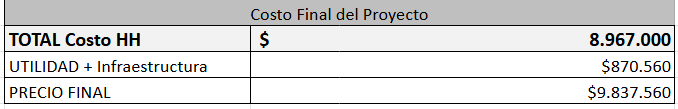 Costo Final del Proyecto
TOTAL Costo HH $ 8.967.000
UTILIDAD + Infraestructura $870.560
PRECIO FINAL $9.837.560